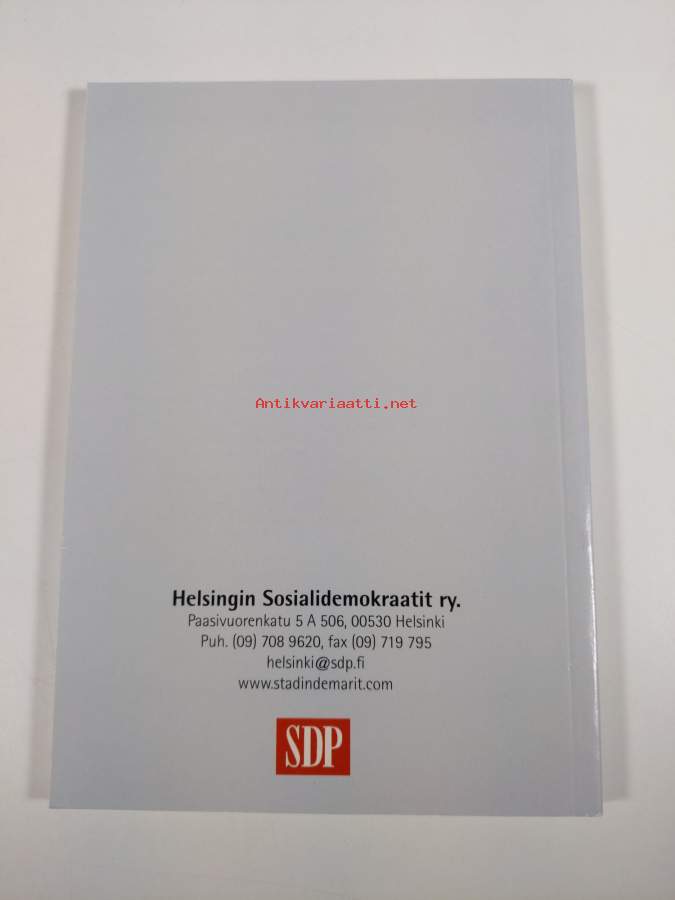 Antikvariaatti.net
Helsingin Sosialidemokraatit ry.
Paasivuorenkatu 5 A 506, 00530 Helsinki
Puh. (09) 708 9620, fax (09) 719 795
helsinki@sdp.fi
www.stadindemarit.com
SDP